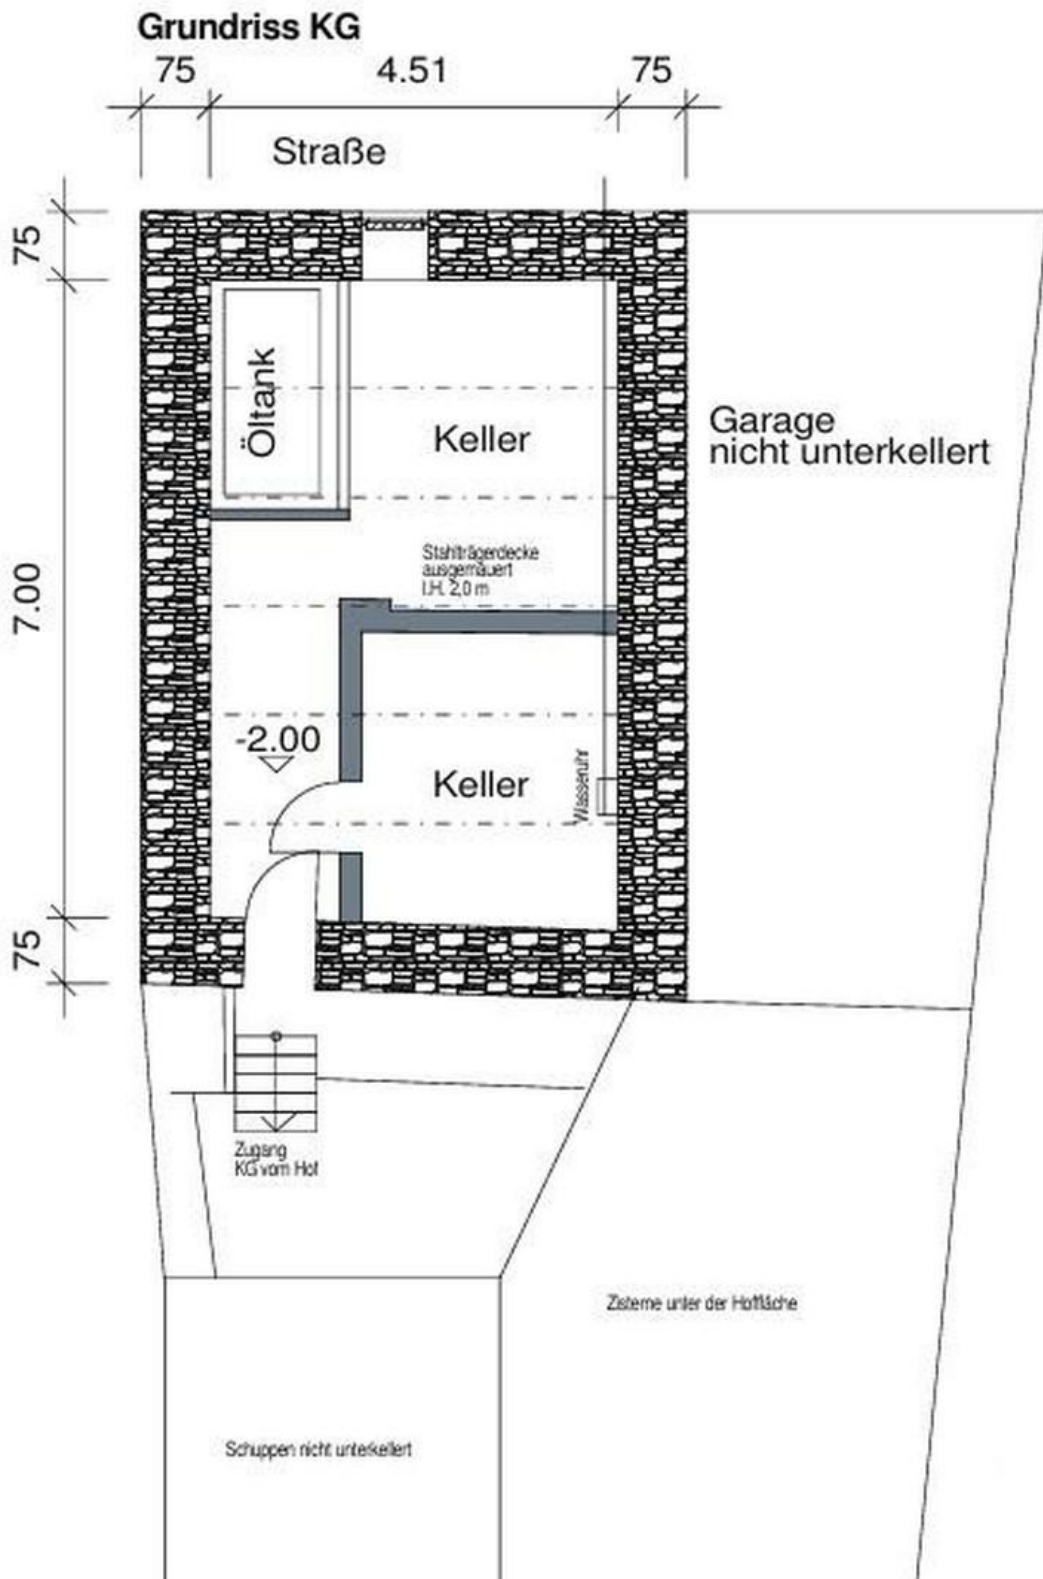 Grundriss KG
75 4.51 75
Straße
75
Öltank
Keller
Garage
nicht unterkellert
Stahlträgerdecke
ausgemauert
l.H. 2,0 m
7.00
-2.00
Keller
Wasseruhr
75
Zugang
KG vom Hof
Zisterne unter der Hoffläche
Schuppen nicht unterkellert